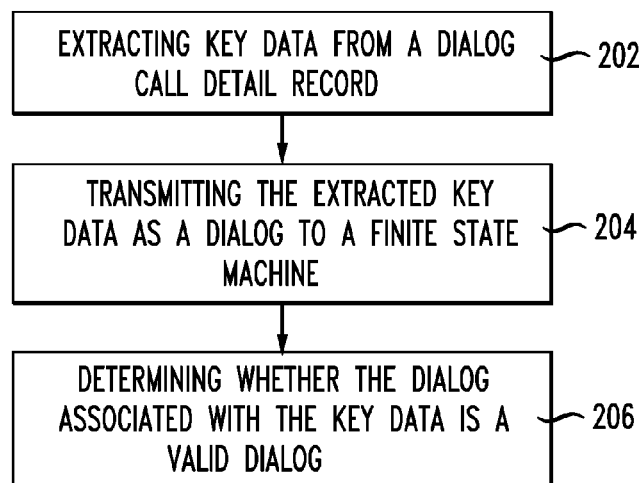 EXTRACTING KEY DATA FROM A DIALOG
CALL DETAIL RECORD
202
TRANSMITTING THE EXTRACTED KEY
DATA AS A DIALOG TO A FINITE STATE
MACHINE
204
DETERMINING WHETHER THE DIALOG
ASSOCIATED WITH THE KEY DATA IS A
VALID DIALOG
206